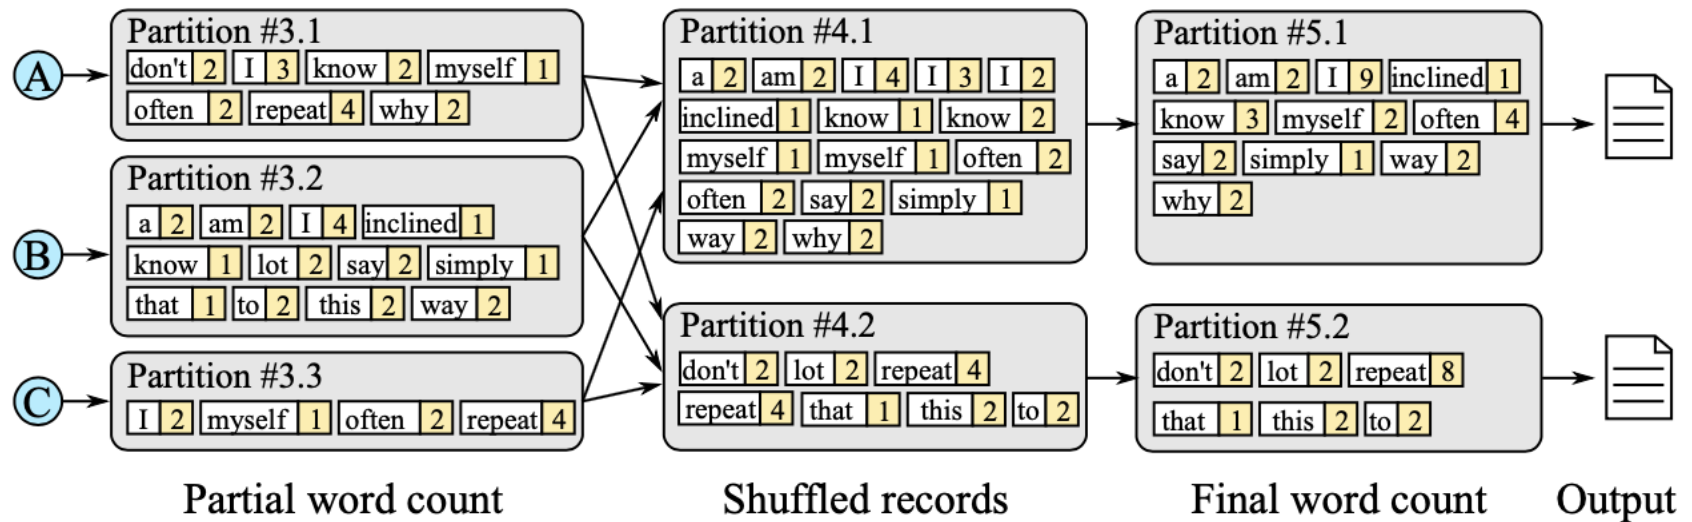 A
Partition #3.1
don't 2 I 3 know 2 myself 1
often 2 repeat 4 why 2
B
Partition #3.2
a 2 am 2 I 4 inclined 1
know 1 lot 2 say 2 simply 1
that 1 to 2 this 2 way 2
C
Partition #3.3
I 2 myself 1 often 2 repeat 4
Partial word count
Partition #4.1
a 2 am 2 I 4 I 3 I 2
inclined 1 know 1 know 2
myself 1 myself 1 often 2
often 2 say 2 simply 1
way 2 why 2
Partition #4.2
don't 2 lot 2 repeat 4
repeat 4 that 1 this 2 to 2
Shuffled records
Partition #5.1
a 2 am 2 I 9 inclined 1
know 3 myself 2 often 4
say 2 simply 1 way 2
why 2
Partition #5.2
don't 2 lot 2 repeat 8
that 1 this 2 to 2
Final word count
Output